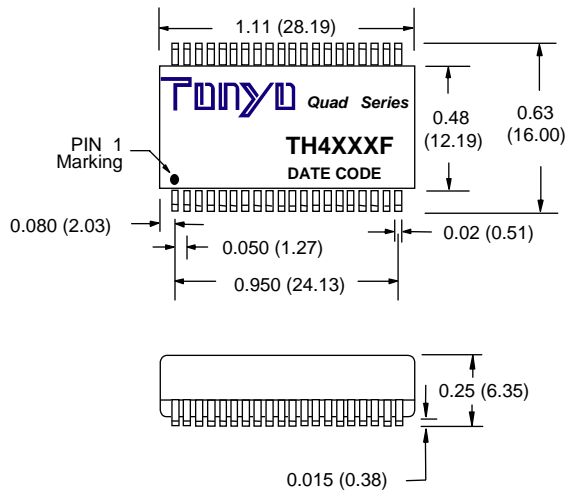 1.11 (28.19)
Tonyo Quad Series
TH4XXXF
DATE CODE
PIN 1
Marking
0.48
(12.19)
0.63
(16.00)
0.080 (2.03)
0.050 (1.27)
0.02 (0.51)
0.950 (24.13)
0.25 (6.35)
0.015 (0.38)